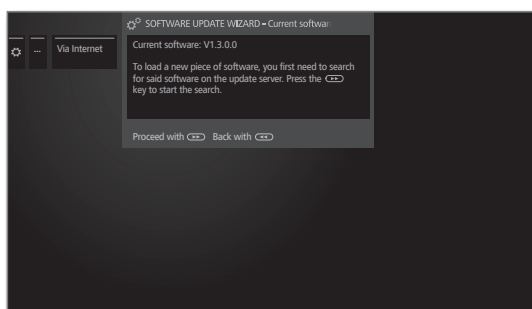 SOFTWARE UPDATE WIZARD – Current softwar
... Via Internet
Current software: V1.3.0.0
To load a new piece of software, you first need to search
for said software on the update server. Press the
key to start the search.
Proceed with Back with